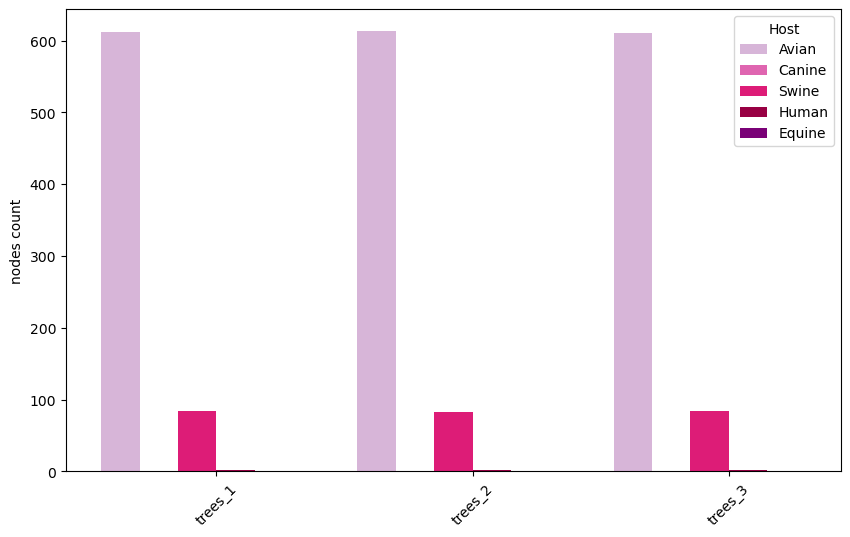 Host
Avian
Canine
Swine
Human
Equine
nodes count
600
500
400
300
200
100
0
trees_1
trees_2
trees_3